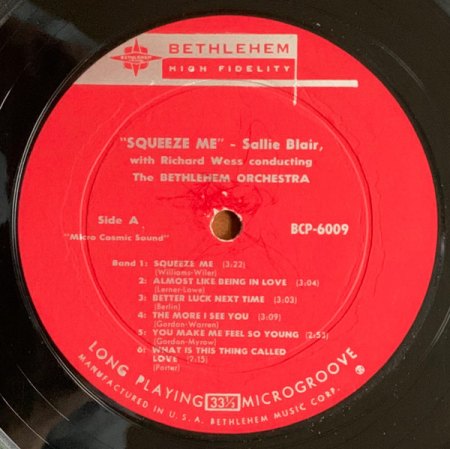 BETHLEHEM
BETHLEHEM
HIGH FIDELITY
"SQUEEZE ME" - Sallie Blair,
with Richard Wess conducting
The BETHLEHEM ORCHESTRA
Side A
BCP-6009
"Micro Cosmic Sound"
Band 1: SQUEEZE ME (3:22)
(Williams-Wiler)
2: ALMOST LIKE BEING IN LOVE (3:04)
(Lerner-Lowe)
3: BETTER LUCK NEXT TIME (3:03)
(Berlin)
4: THE MORE I SEE YOU (3:09)
(Gordon-Warren)
5: YOU MAKE ME FEEL SO YOUNG (2:53)
(Gordon-Myrow)
6: WHAT IS THIS THING CALLED
LOVE (2:15)
(Porter)
LONG PLAYING 33⅓ MICROGROOVE
MANUFACTURED IN U.S.A. BETHLEHEM MUSIC CORP.